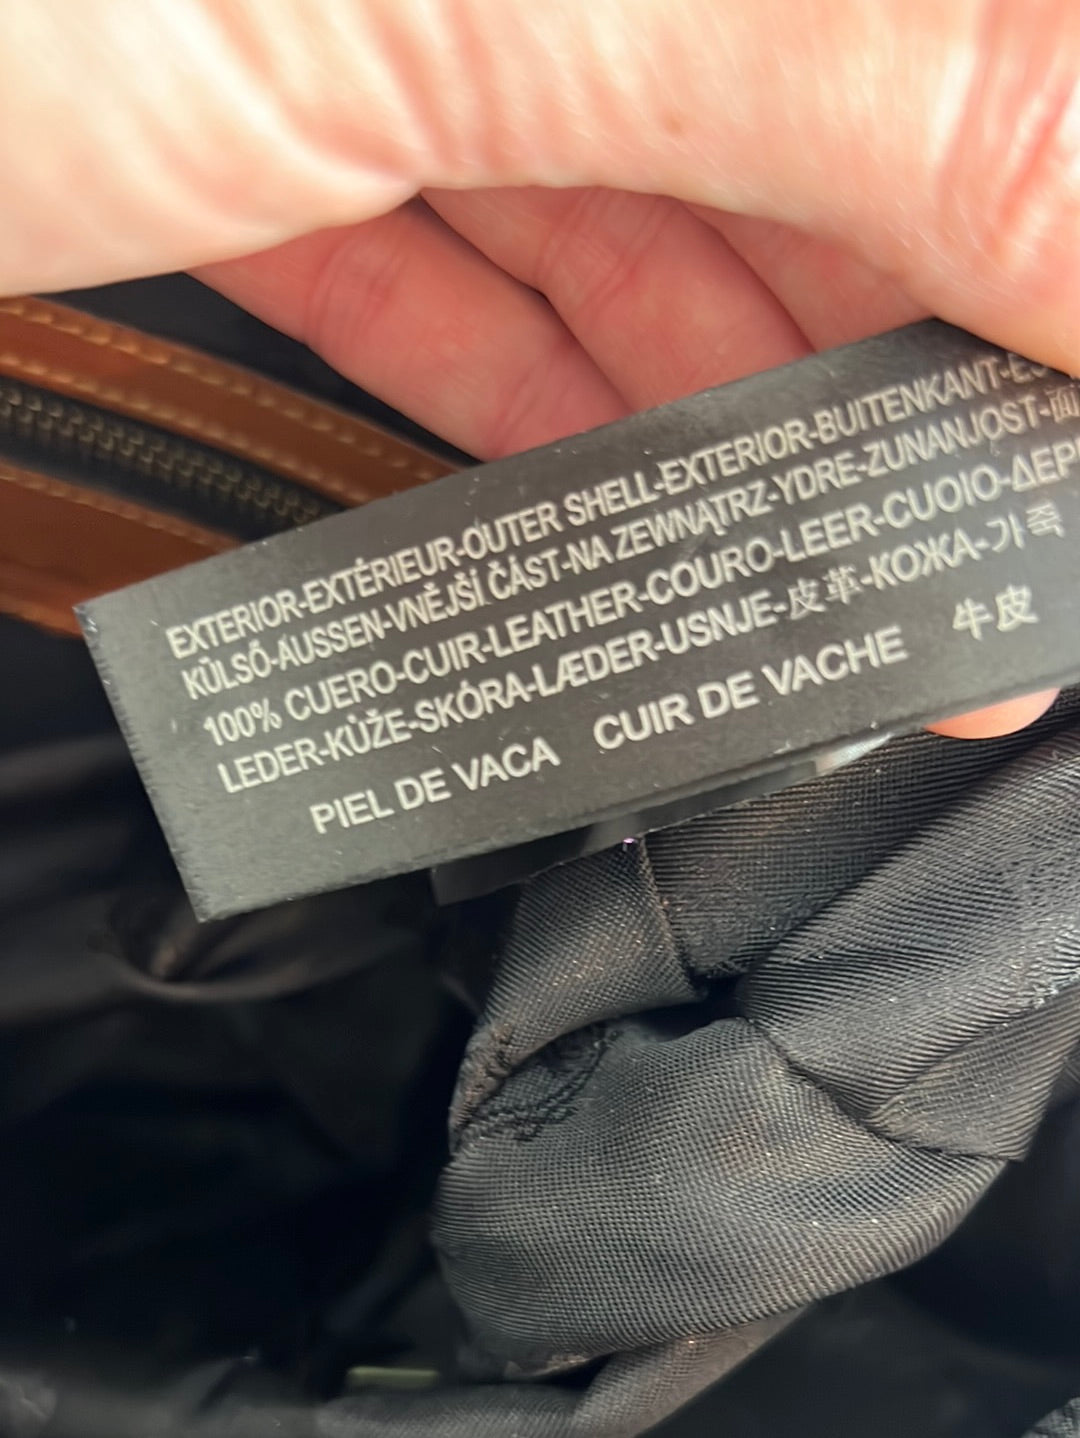 EXTERIOR-EXTÉRIEUR-OUTER SHELL-EXTERIOR-BUITENKANT-
KÜLSŐ-AUSSEN-VNĚJŠÍ ČÁST-NA ZEWNĄTRZ-YDRE-ZUNANJOST-面
100% CUERO-CUIR-LEATHER-COURO-LEER-CUOIO-ΔΕΡ
LEDER-KŮŽE-SKÓRA-LÆDER-USNJE-皮革-КОЖА-가죽
PIEL DE VACA CUIR DE VACHE 牛皮